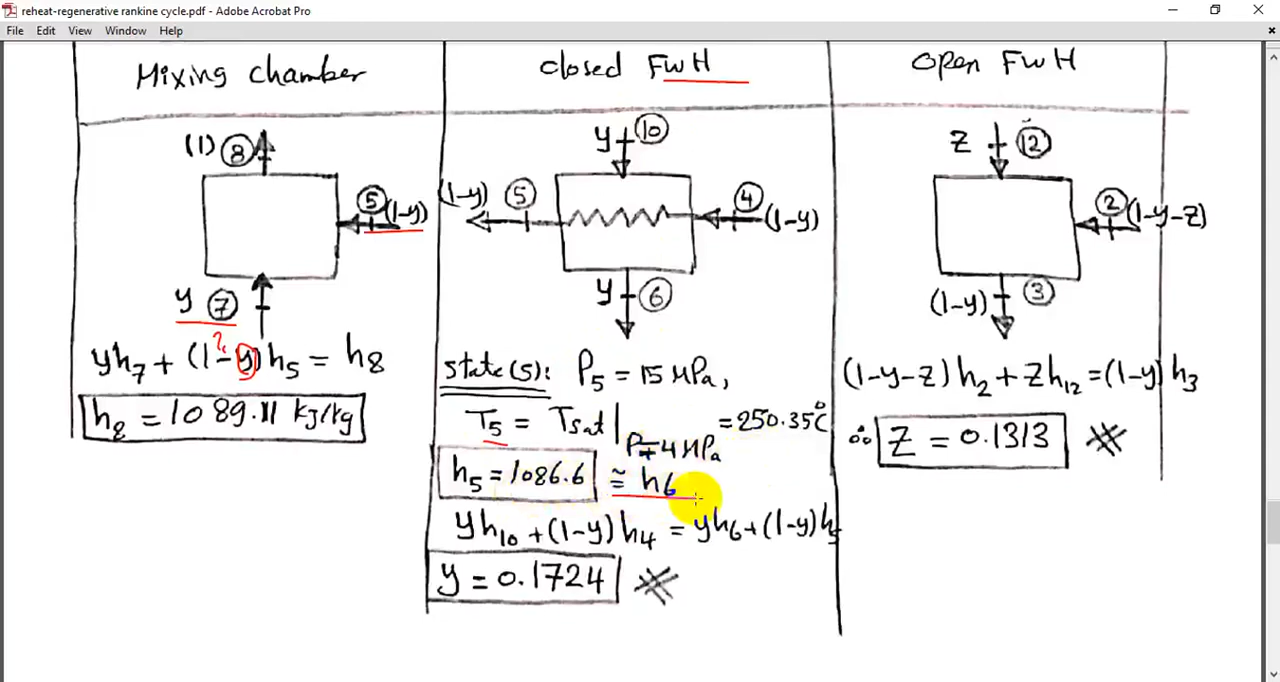 reheat-regenerative rankine cycle.pdf - Adobe Acrobat Pro
File Edit View Window Help
Mixing chamber
(1) 8
5 (1-y)
y 7
?
yh7 + (1-y)h5 = h8
h8 = 1089.11 kJ/kg
closed FWH
y 10
(1-y) 5
4 (1-y)
y 6
state(5): P5 = 15 MPa,
T5 = Tsat | P=4MPa = 250.35°C
h5 = 1086.6 ≅ h6
yh10 + (1-y)h4 = yh6 + (1-y)h5
y = 0.1724
open FWH
z 12
2 (1-y-z)
(1-y) 3
(1-y-z)h2 + zh12 = (1-y)h3
∴ z = 0.1313